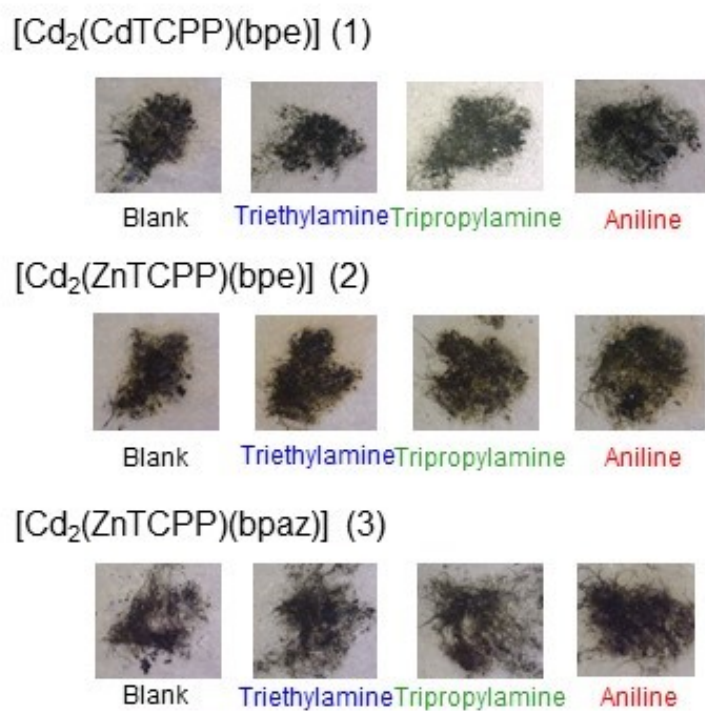 [Cd₂(CdTCPP)(bpe)] (1)
Blank Triethylamine Tripropylamine Aniline
[Cd₂(ZnTCPP)(bpe)] (2)
Blank Triethylamine Tripropylamine Aniline
[Cd₂(ZnTCPP)(bpaz)] (3)
Blank Triethylamine Tripropylamine Aniline